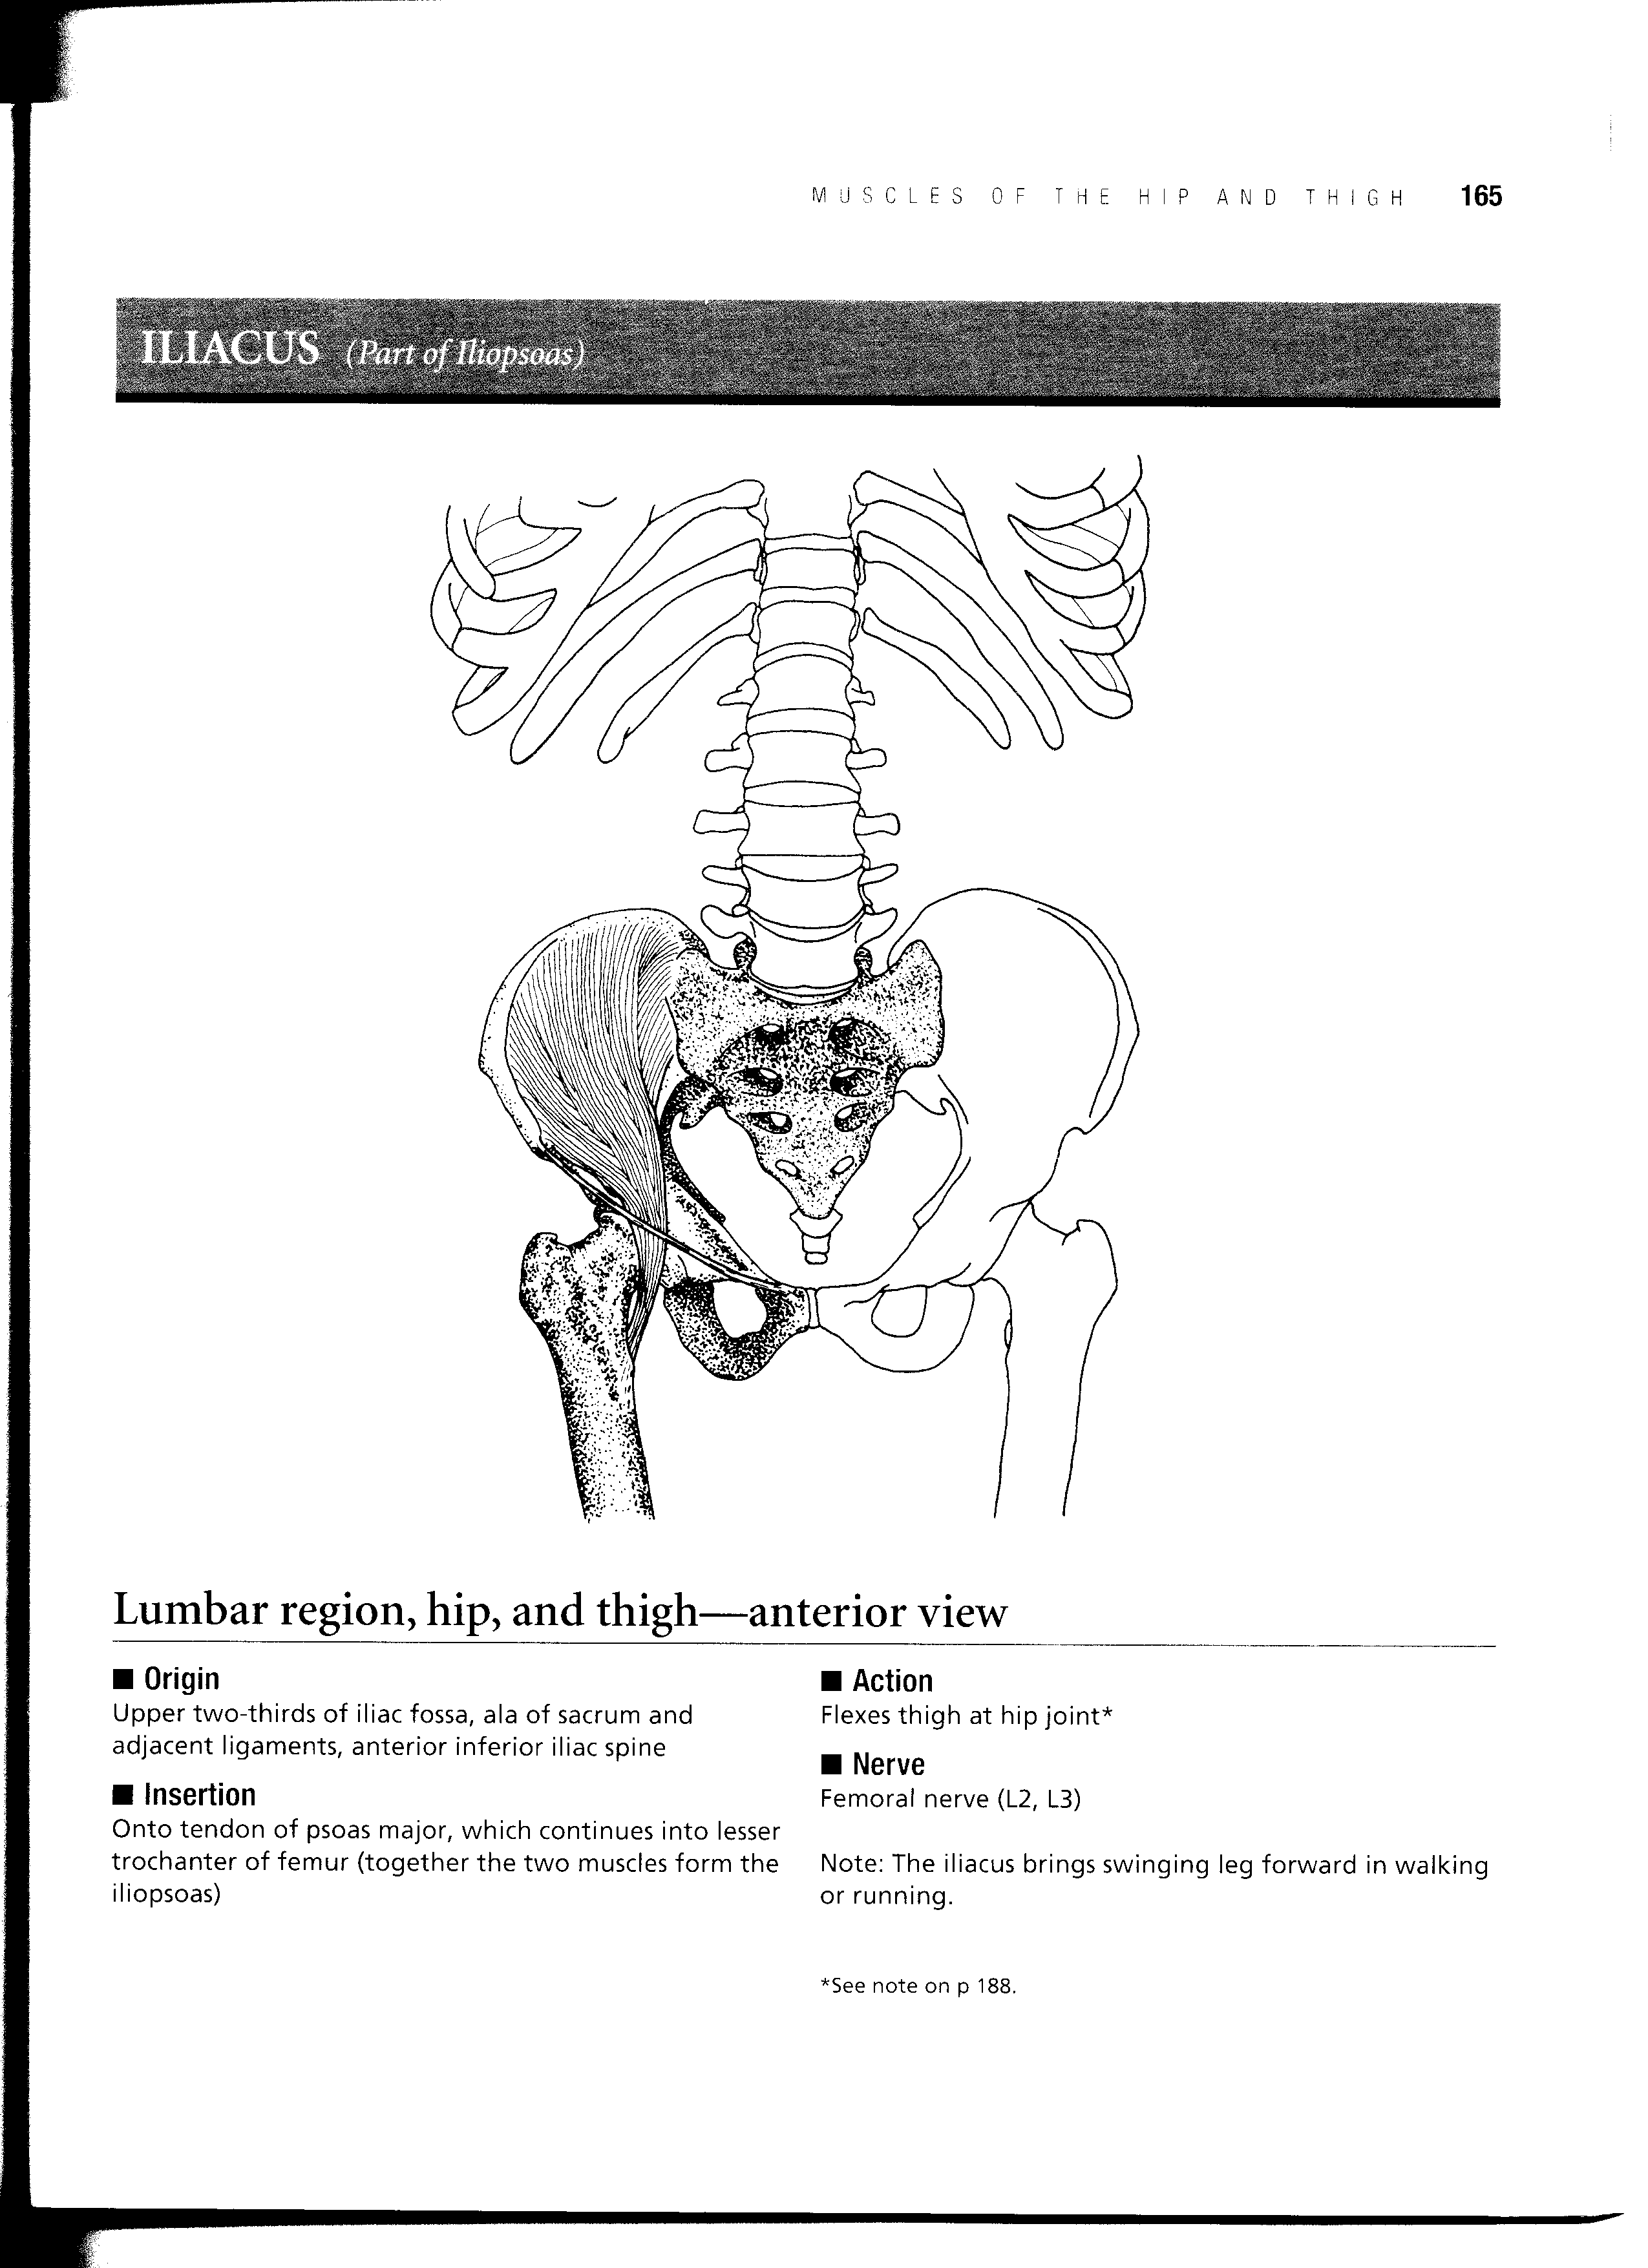 MUSCLES OF THE HIP AND THIGH 165
ILIACUS (Part of Iliopsoas)
Lumbar region, hip, and thigh—anterior view
■ Origin
Upper two-thirds of iliac fossa, ala of sacrum and
adjacent ligaments, anterior inferior iliac spine
■ Insertion
Onto tendon of psoas major, which continues into lesser
trochanter of femur (together the two muscles form the
iliopsoas)
■ Action
Flexes thigh at hip joint*
■ Nerve
Femoral nerve (L2, L3)
Note: The iliacus brings swinging leg forward in walking
or running.
*See note on p 188.